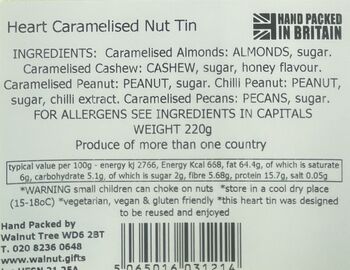 Heart Caramelised Nut Tin
HAND PACKED
IN BRITAIN
INGREDIENTS: Caramelised Almonds: ALMONDS, sugar.
Caramelised Cashew: CASHEW, sugar, honey flavour.
Caramelised Peanut: PEANUT, sugar. Chilli Peanut: PEANUT,
sugar, chilli extract. Caramelised Pecans: PECANS, sugar.
FOR ALLERGENS SEE INGREDIENTS IN CAPITALS
WEIGHT 220g
Produce of more than one country
typical value per 100g - energy kj 2766, Energy Kcal 668, fat 64.4g, of which is saturate
6g, carbohydrate 5.1g, of which is 2g sugar, fibre 5.68g, protein 15.7g, salt 0.05g
*WARNING small children can choke on nuts *store in a cool dry place
(15-18oC) *vegetarian, vegan & gluten friendly *this heart tin was designed
to be reused and enjoyed
Hand Packed by
Walnut Tree WD6 2BT
T. 020 8236 0648
www.walnut.gifts
5 065016 031214